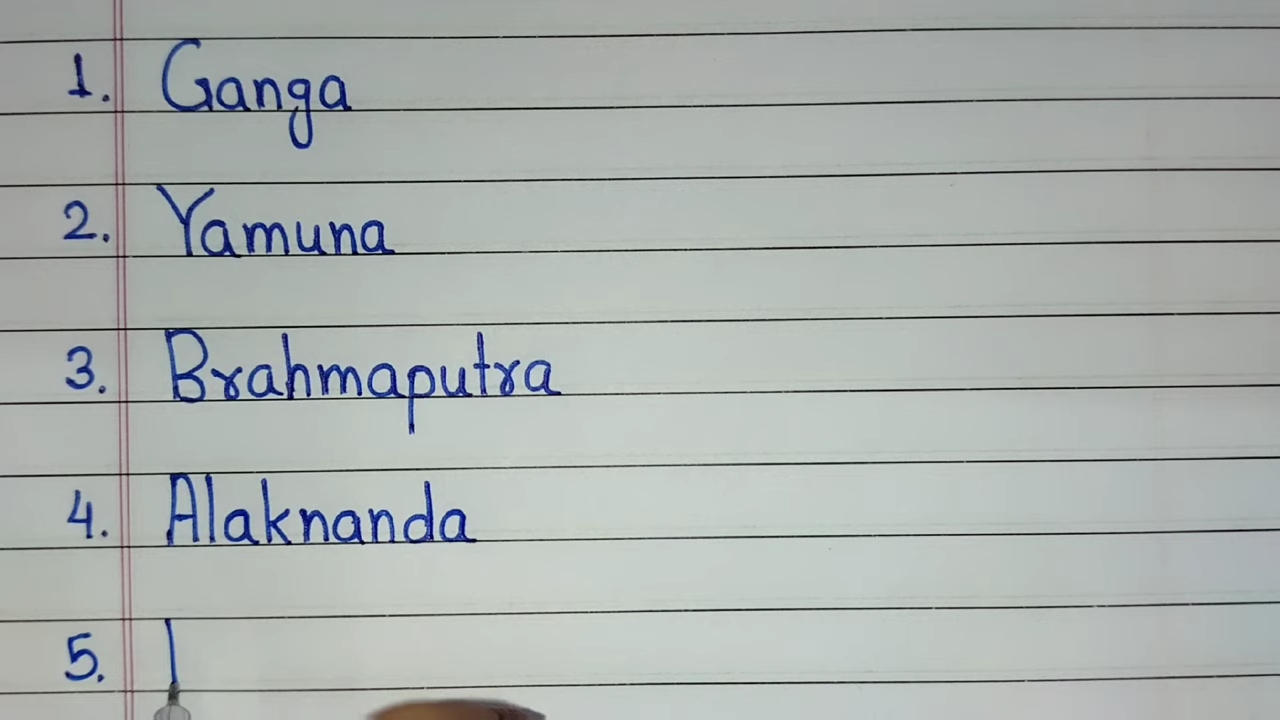 1. Ganga
2. Yamuna
3. Brahmaputra
4. Alaknanda
5.